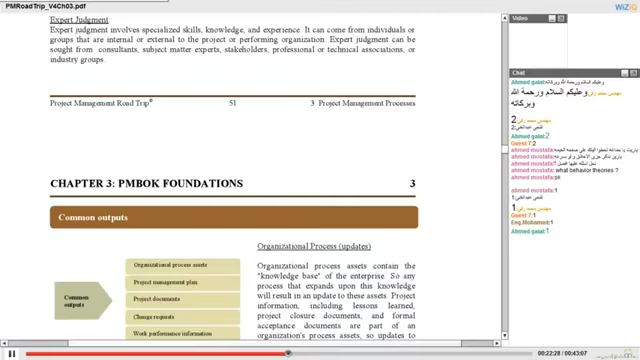 PMRoadTrip_V4Ch03.pdf
WiZiQ
Expert Judgment:
Expert judgment involves specialized skills, knowledge, and experience. It can come from individuals or
groups that are internal or external to the project or performing organization. Expert judgment can be
sought from consultants, subject matter experts, stakeholders, professional or technical associations, or
industry groups.
Project Management Road Trip© 51 3 Project Management Processes
CHAPTER 3: PMBOK FOUNDATIONS 3
Common outputs
Common
outputs
Organizational process assets
Project management plan
Project documents
Change requests
Work performance information
Organizational Process (updates)
Organizational process assets contain the
"knowledge base" of the enterprise. So any
process that expands upon this knowledge
will result in an update to these assets. Project
information, including lessons learned,
project closure documents, and formal
acceptance documents are part of an
organization's process assets, so updates to
Video
Chat
Ahmed galal: وعليكم السلام ورحمة الله وبركاته
وعليكم السلام ورحمة الله
وبركاته
2
2
Ahmed galal: 2
Guest 7: 2
ahmed mostafa:
ahmed mostafa:
ahmed mostafa: what behavior theories ?
ahmed mostafa: ok
ahmed mostafa: 1
1
1
Guest 7: 1
Eng.Mohamed: 1
Ahmed galal: 1
00:22:28 / 00:43:07